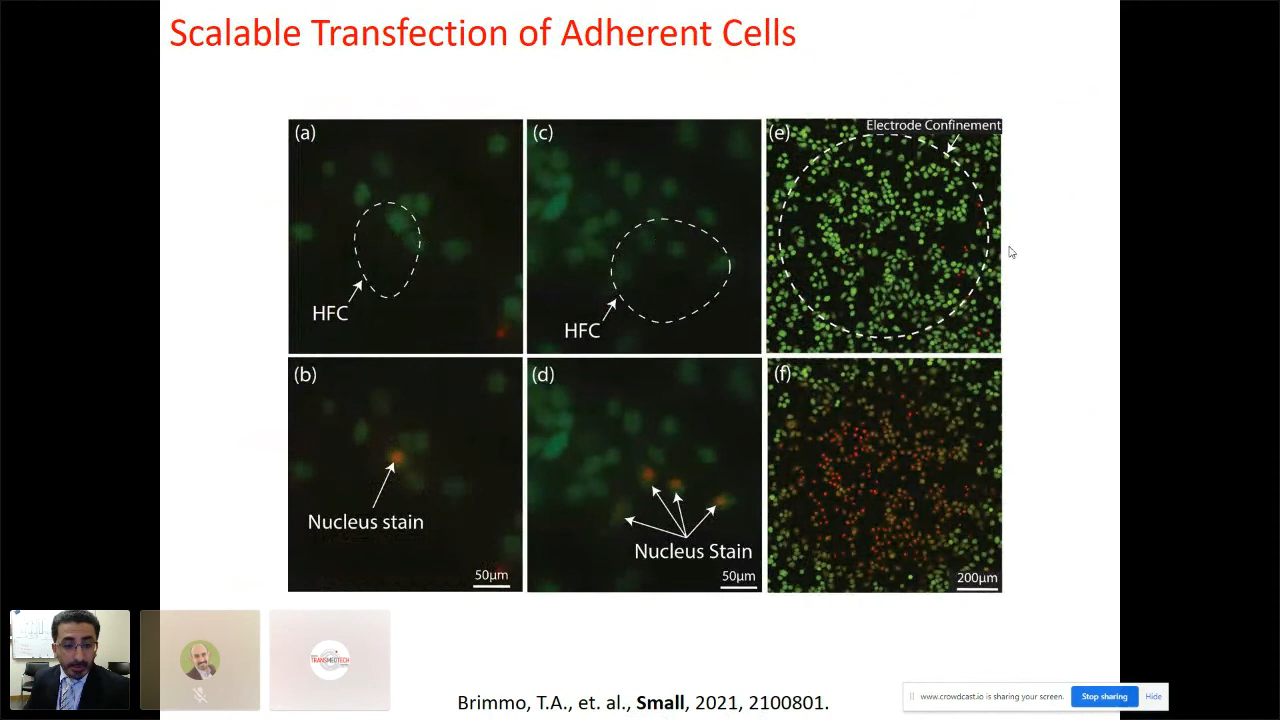 Scalable Transfection of Adherent Cells
(a)
HFC
(c)
HFC
(e)
Electrode Confinement
(b)
Nucleus stain
50μm
(d)
Nucleus Stain
50μm
(f)
200μm
TRANSMEDTECH
Brimmo, T.A., et. al., Small, 2021, 2100801.
www.crowdcast.io is sharing your screen.
Stop sharing
Hide